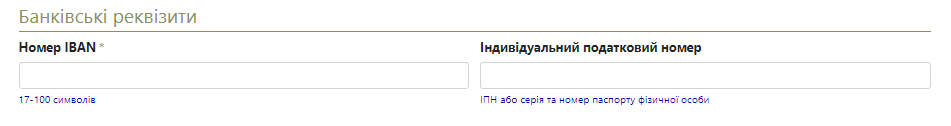 Банківські реквізити
Номер IBAN *
Індивідуальний податковий номер
17-100 символів
ІПН або серія та номер паспорту фізичної особи